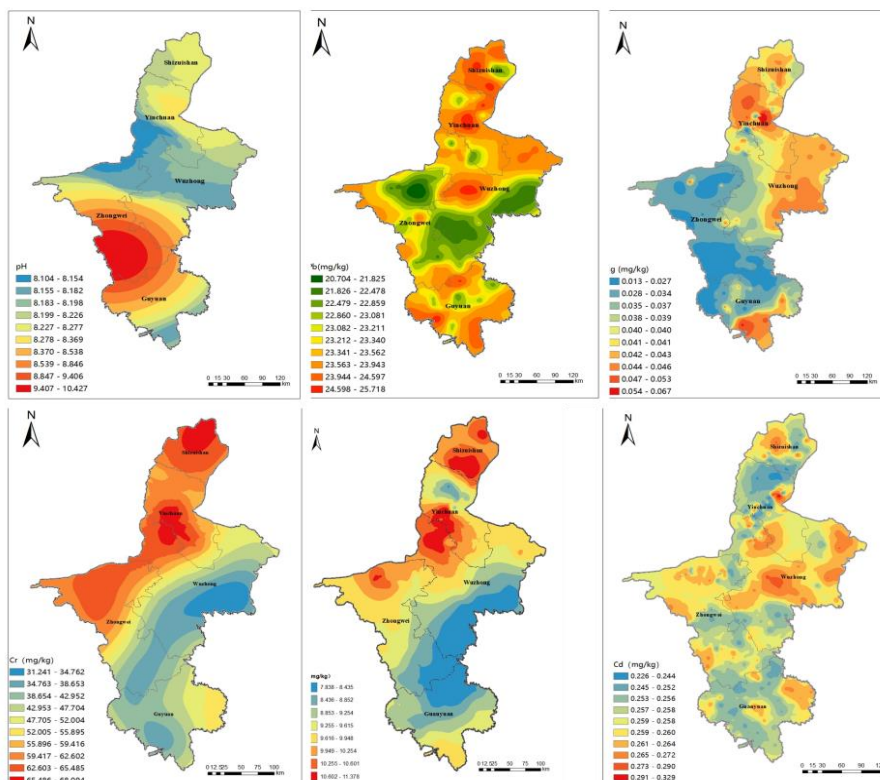 N
Shizuishan
Yinchuan
Wuzhong
Zhongwei
Guyuan
pH
8.104 - 8.154
8.155 - 8.182
8.183 - 8.198
8.199 - 8.226
8.227 - 8.277
8.278 - 8.369
8.370 - 8.538
8.539 - 8.846
8.847 - 9.406
9.407 - 10.427
0 15 30 60 90 120
km
N
Shizuishan
Yinchuan
Wuzhong
Zhongwei
Guyuan
b(mg/kg)
20.704 - 21.825
21.826 - 22.478
22.479 - 22.859
22.860 - 23.081
23.082 - 23.211
23.212 - 23.340
23.341 - 23.562
23.563 - 23.943
23.944 - 24.597
24.598 - 25.718
0 15 30 60 90 120
km
N
Shizuishan
Yinchuan
Wuzhong
Zhongwei
Guyuan
g (mg/kg)
0.013 - 0.027
0.028 - 0.034
0.035 - 0.037
0.038 - 0.039
0.040 - 0.040
0.041 - 0.041
0.042 - 0.043
0.044 - 0.046
0.047 - 0.053
0.054 - 0.067
0 15 30 60 90 120
km
N
Shizuishan
Yinchuan
Wuzhong
Zhongwei
Guyuan
Cr (mg/kg)
31.241 - 34.762
34.763 - 38.653
38.654 - 42.952
42.953 - 47.704
47.705 - 52.004
52.005 - 55.895
55.896 - 59.416
59.417 - 62.602
62.603 - 65.485
0 12.5 25 50 75 100
km
N
Shizuishan
Yinchuan
Wuzhong
Zhongwei
mg/kg)
7.838 - 8.435
8.436 - 8.852
8.853 - 9.254
9.255 - 9.615
9.616 - 9.948
9.949 - 10.254
10.255 - 10.601
10.602 - 11.378
0 12.5 25 50 75 100
km
N
Shizuishan
Yinchuan
Wuzhong
Zhongwei
Cd (mg/kg)
0.226 - 0.244
0.245 - 0.252
0.253 - 0.256
0.257 - 0.258
0.259 - 0.258
0.259 - 0.260
0.261 - 0.264
0.265 - 0.272
0.273 - 0.290
0.291 - 0.329
0 15 30 60 90 12